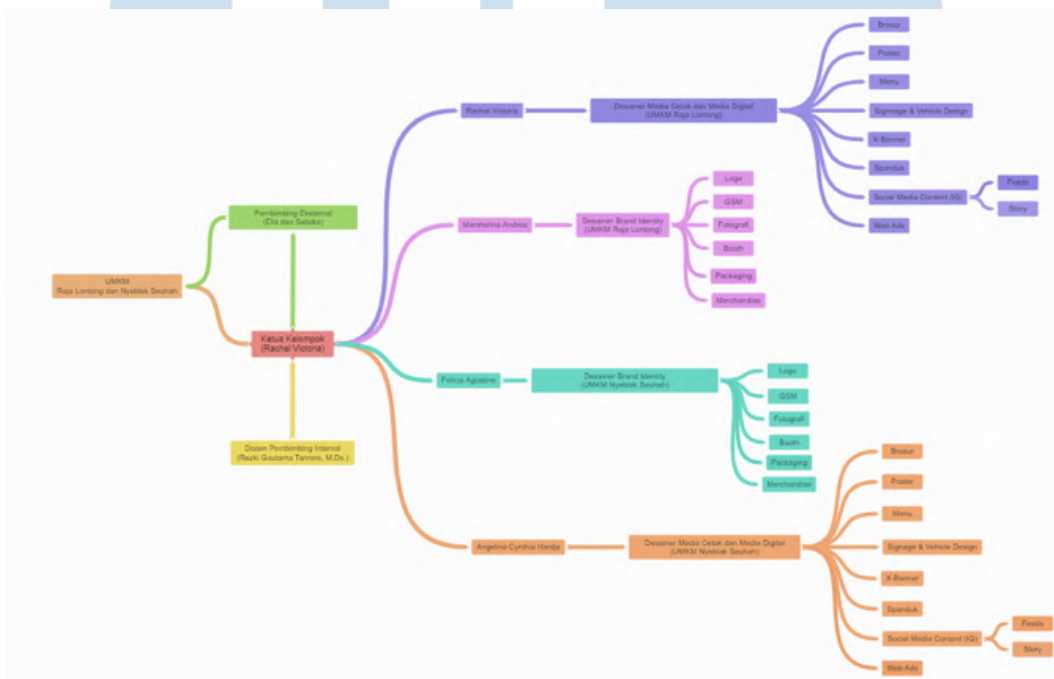 UMKM
Raja Lontong dan Nyeblak Seuhah
Pembimbing Eksternal
(Elis dan Salsika)
Ketua Kelompok
(Rachel Victoria)
Dosen Pembimbing Internal
(Rezki Gautama Tanrere, M.Ds.)
Rachel Victoria
Desainer Media Cetak dan Media Digital
(UMKM Raja Lontong)
Brosur
Poster
Menu
Signage & Vehicle Design
X-Banner
Spanduk
Social Media Content (IG)
Feeds
Story
Web Ads
Marshelina Andrea
Desainer Brand Identity
(UMKM Raja Lontong)
Logo
GSM
Fotografi
Booth
Packaging
Merchandise
Felicia Agustine
Desainer Brand Identity
(UMKM Nyeblak Seuhah)
Logo
GSM
Fotografi
Booth
Packaging
Merchandise
Angelina Cynthia Hardja
Desainer Media Cetak dan Media Digital
(UMKM Nyeblak Seuhah)
Brosur
Poster
Menu
Signage & Vehicle Design
X-Banner
Spanduk
Social Media Content (IG)
Feeds
Story
Web Ads